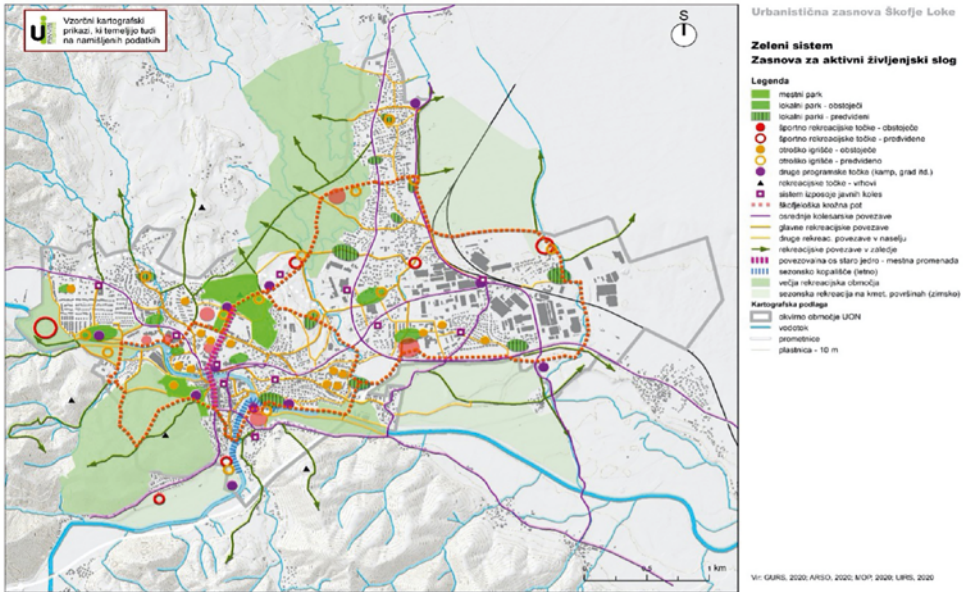 Vzorčni kartografski
prikazi, ki temeljijo tudi
na namišljenih podatkih
S
Urbanistična zasnova Škofje Loke
Zeleni sistem
Zasnova za aktivni življenjski slog
Legenda
mestni park
lokalni park - obstoječi
lokalni parki - predvideni
športno rekreacijske točke - obstoječe
športno rekreacijske točke - predvidene
otroško igrišče - obstoječe
otroško igrišče - predvideno
druge programske točke (kamp, grad itd.)
rekreacijske točke - vrhovi
sistem izposoje javnih koles
škofjeloška krožna pot
osrednje kolesarske povezave
glavne rekreacijske povezave
druge rekreac. povezave v naselju
rekreacijske povezave v zaledje
povezovalna os staro jedro - mestna promenada
sezonsko kopališče (letno)
večja rekreacijska območja
sezonska rekreacija na kmet. površinah (zimsko)
Kartografska podlaga
okvirno območje UON
vodotok
prometnice
plastnica - 10 m
0 0,5 1 km
Vir: GURS, 2020; ARSO, 2020; MOP, 2020; UIRS, 2020